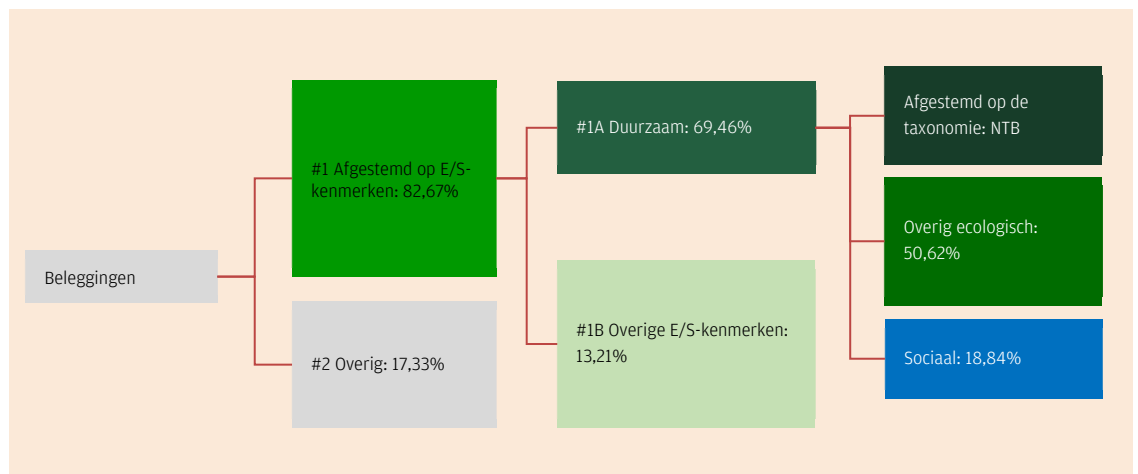 Beleggingen
#1 Afgestemd op E/S-
kenmerken: 82,67%
#2 Overig: 17,33%
#1A Duurzaam: 69,46%
#1B Overige E/S-kenmerken:
13,21%
Afgestemd op de
taxonomie: NTB
Overig ecologisch:
50,62%
Sociaal: 18,84%